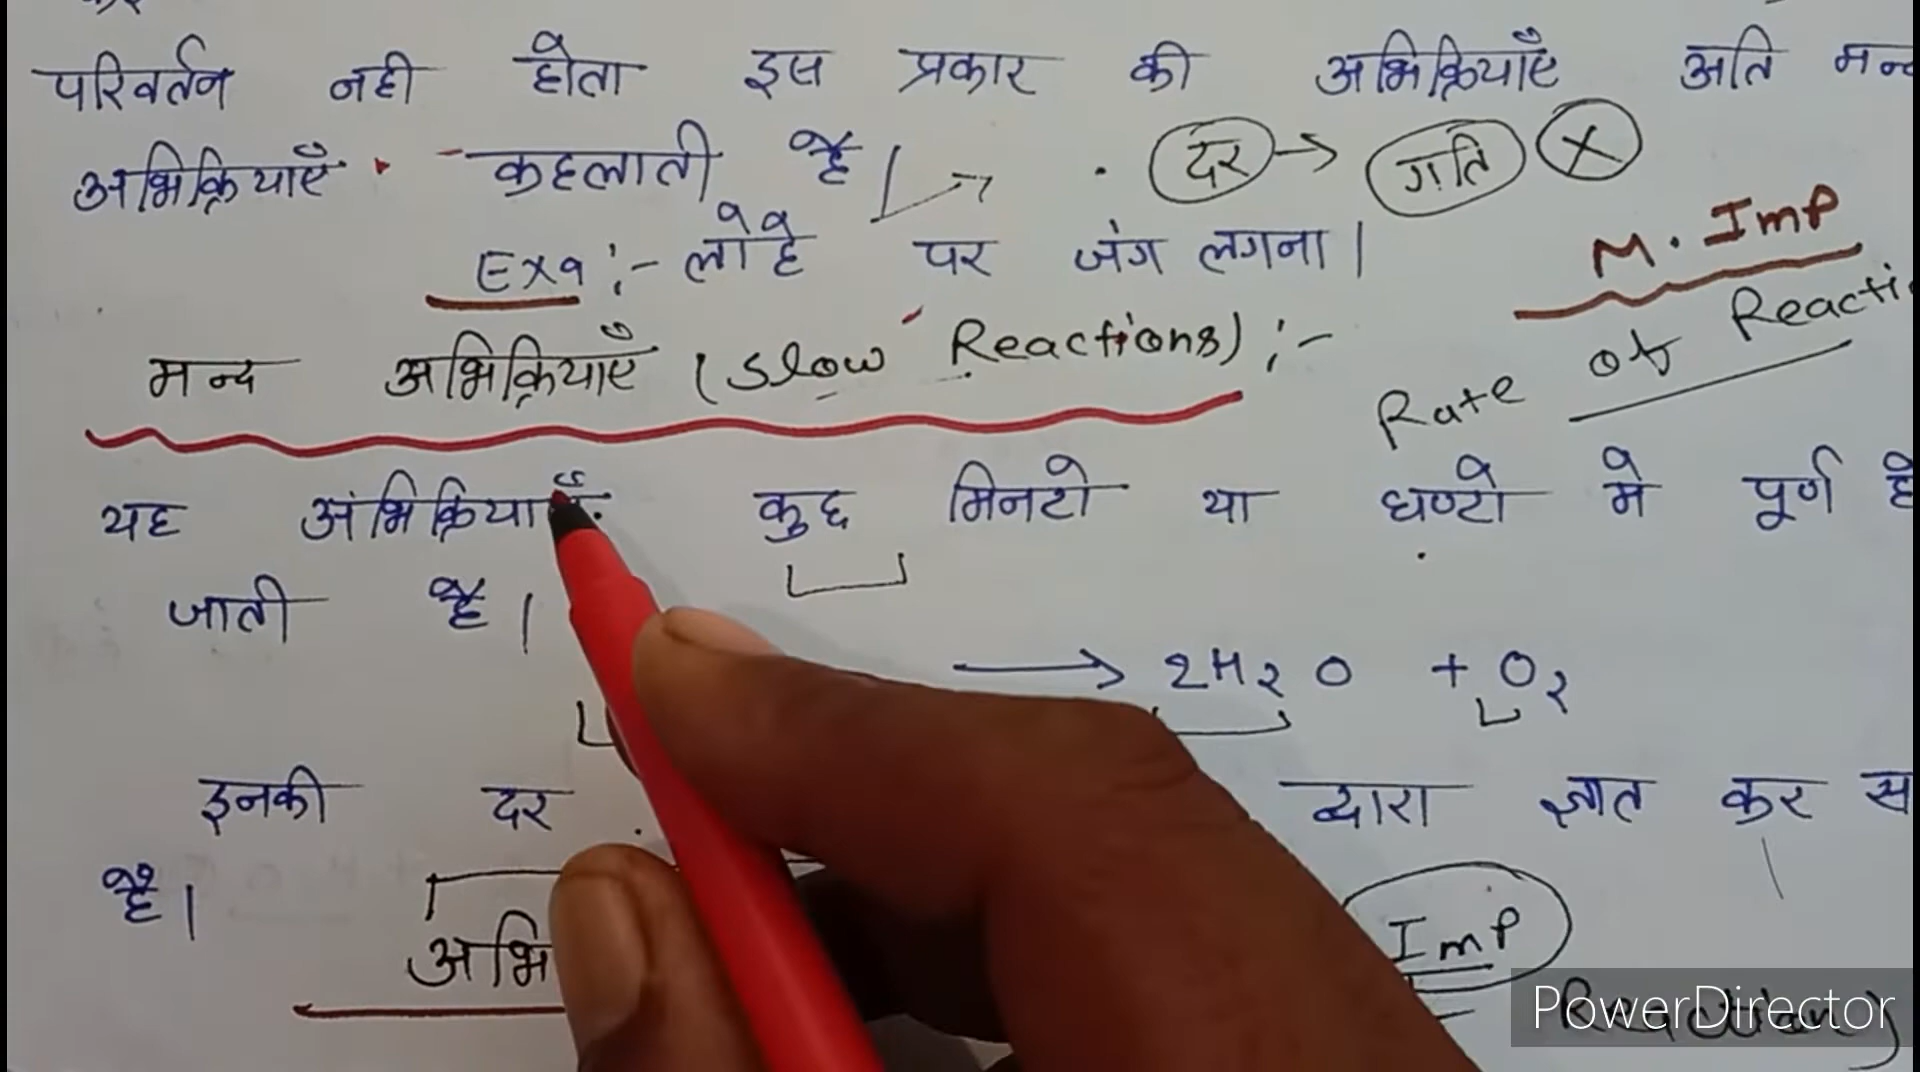 परिवर्तन नही होता इस प्रकार की अभिक्रियाएँ अति मन्द
अभिक्रियाएँ कहलाती है। दर → गति X
Exa :- लोहे पर जंग लगना।
M. Imp
मन्द अभिक्रियाएँ (Slow Reactions) :-
Rate of Reacti
यह अभिक्रियाएँ कुछ मिनटो या घण्टो मे पूर्ण हो
जाती है।
→ 2H2O + O2
इनकी दर द्वारा ज्ञात कर स
है।
अभि
Imp
PowerDirector